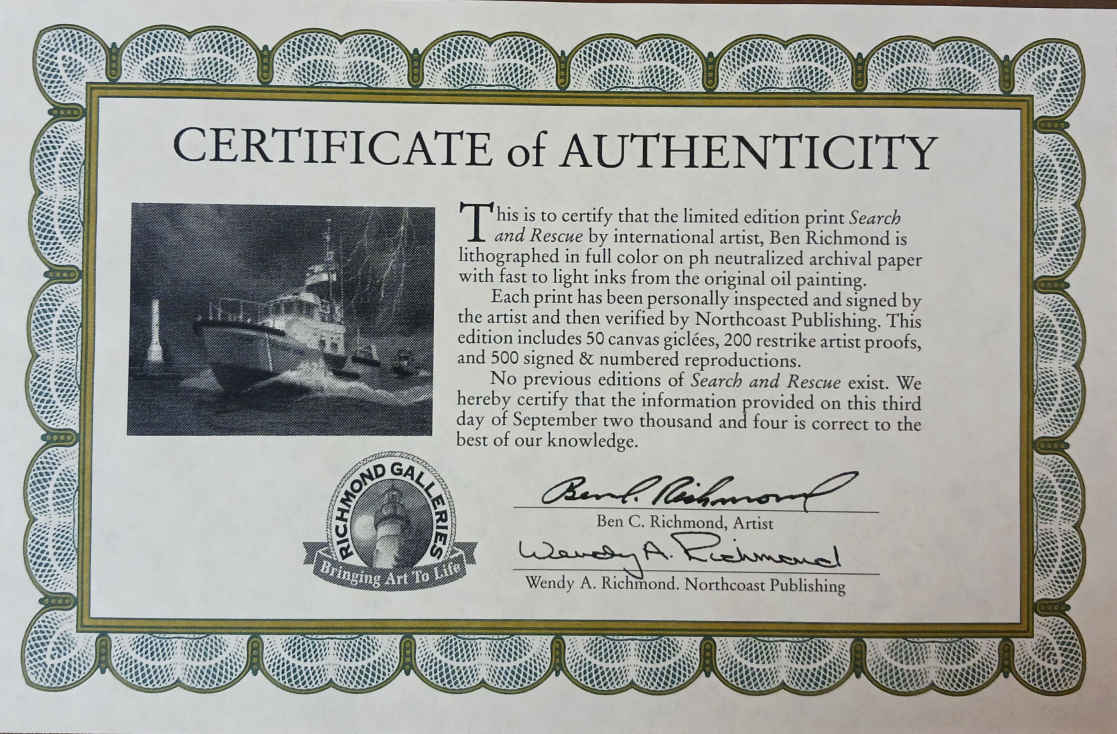 CERTIFICATE of AUTHENTICITY
This is to certify that the limited edition print Search
and Rescue by international artist, Ben Richmond is
lithographed in full color on ph neutralized archival paper
with fast to light inks from the original oil painting.
Each print has been personally inspected and signed by
the artist and then verified by Northcoast Publishing. This
edition includes 50 canvas giclées, 200 restrike artist proofs,
and 500 signed & numbered reproductions.
No previous editions of Search and Rescue exist. We
hereby certify that the information provided on this third
day of September two thousand and four is correct to the
best of our knowledge.
RICHMOND GALLERIES
Bringing Art To Life
Ben C. Richmond
Ben C. Richmond, Artist
Wendy A. Richmond
Wendy A. Richmond. Northcoast Publishing